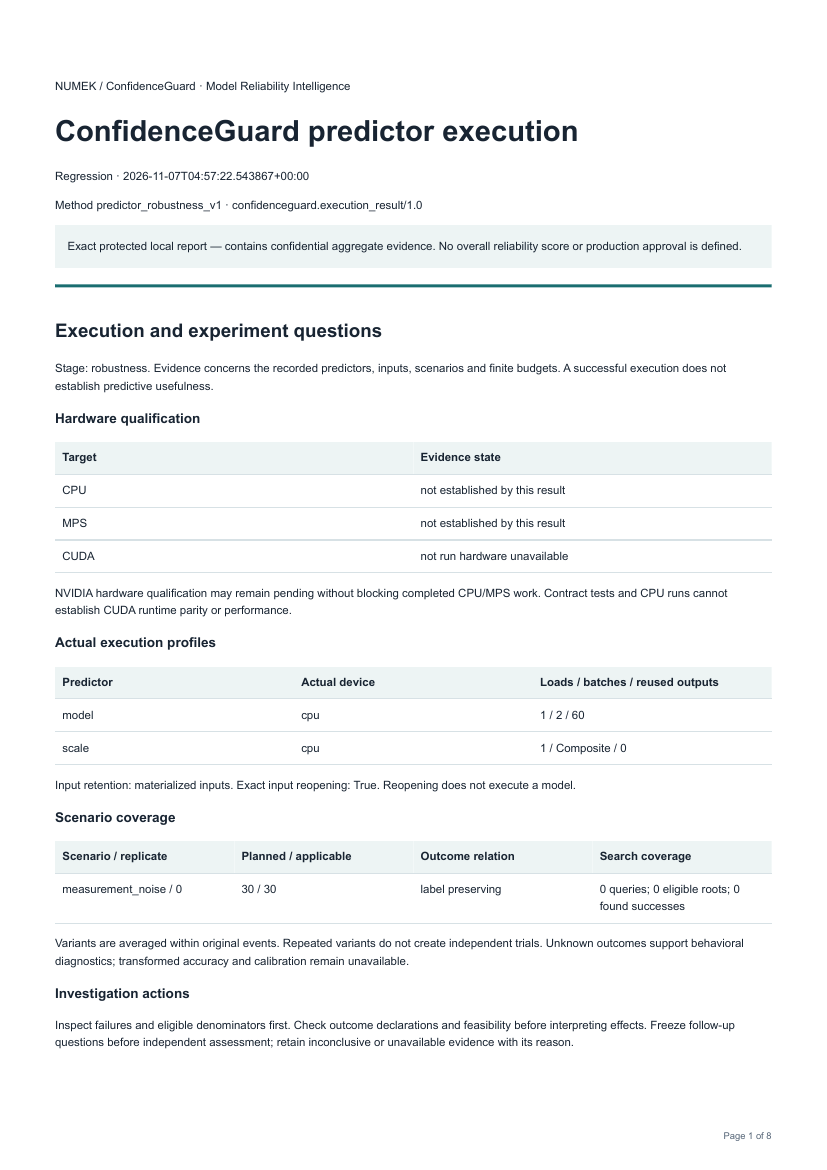 NUMEK / ConfidenceGuard · Model Reliability Intelligence
ConfidenceGuard predictor execution
Regression · 2026-11-07T04:57:22.543867+00:00
Method predictor_robustness_v1 · confidenceguard.execution_result/1.0
Exact protected local report — contains confidential aggregate evidence. No overall reliability score or production approval is defined.
Execution and experiment questions
Stage: robustness. Evidence concerns the recorded predictors, inputs, scenarios and finite budgets. A successful execution does not
establish predictive usefulness.
Hardware qualification
Target Evidence state
CPU not established by this result
MPS not established by this result
CUDA not run hardware unavailable
NVIDIA hardware qualification may remain pending without blocking completed CPU/MPS work. Contract tests and CPU runs cannot
establish CUDA runtime parity or performance.
Actual execution profiles
Predictor Actual device Loads / batches / reused outputs
model cpu 1 / 2 / 60
scale cpu 1 / Composite / 0
Input retention: materialized inputs. Exact input reopening: True. Reopening does not execute a model.
Scenario coverage
Scenario / replicate Planned / applicable Outcome relation Search coverage
measurement_noise / 0 30 / 30 label preserving 0 queries; 0 eligible roots; 0
found successes
Variants are averaged within original events. Repeated variants do not create independent trials. Unknown outcomes support behavioral
diagnostics; transformed accuracy and calibration remain unavailable.
Investigation actions
Inspect failures and eligible denominators first. Check outcome declarations and feasibility before interpreting effects. Freeze follow-up
questions before independent assessment; retain inconclusive or unavailable evidence with its reason.
Page 1 of 8